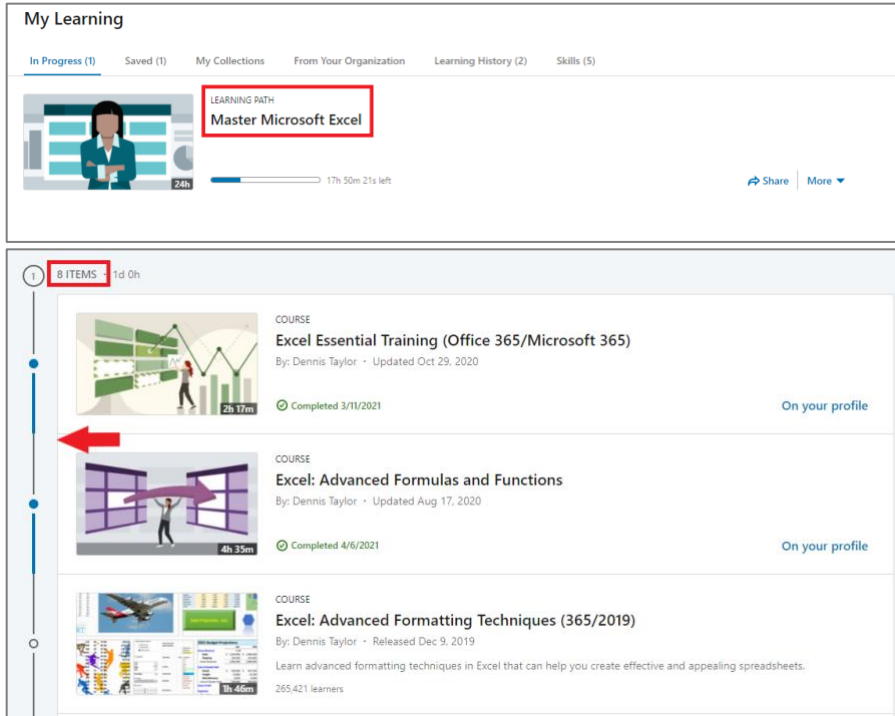 My Learning
In Progress (1) Saved (1) My Collections From Your Organization Learning History (2) Skills (5)
LEARNING PATH
Master Microsoft Excel
24h
17h 50m 21s left
Share More
1 8 ITEMS · 1d 0h
COURSE
Excel Essential Training (Office 365/Microsoft 365)
By: Dennis Taylor · Updated Oct 29, 2020
2h 17m
Completed 3/11/2021 On your profile
COURSE
Excel: Advanced Formulas and Functions
By: Dennis Taylor · Updated Aug 17, 2020
4h 35m
Completed 4/6/2021 On your profile
COURSE
Excel: Advanced Formatting Techniques (365/2019)
By: Dennis Taylor · Released Dec 9, 2019
Learn advanced formatting techniques in Excel that can help you create effective and appealing spreadsheets.
1h 46m
265,421 learners